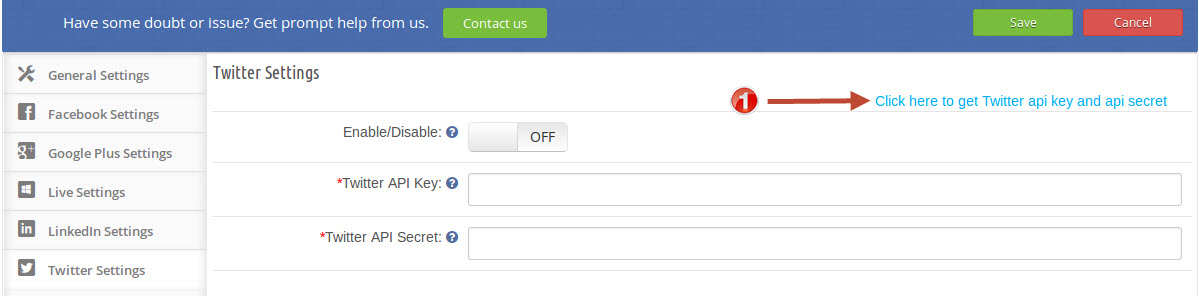 Have some doubt or issue? Get prompt help from us. Contact us Save Cancel
General Settings
Facebook Settings
Google Plus Settings
Live Settings
LinkedIn Settings
Twitter Settings
Twitter Settings
1 Click here to get Twitter api key and api secret
Enable/Disable: ? OFF
*Twitter API Key: ?
*Twitter API Secret: ?